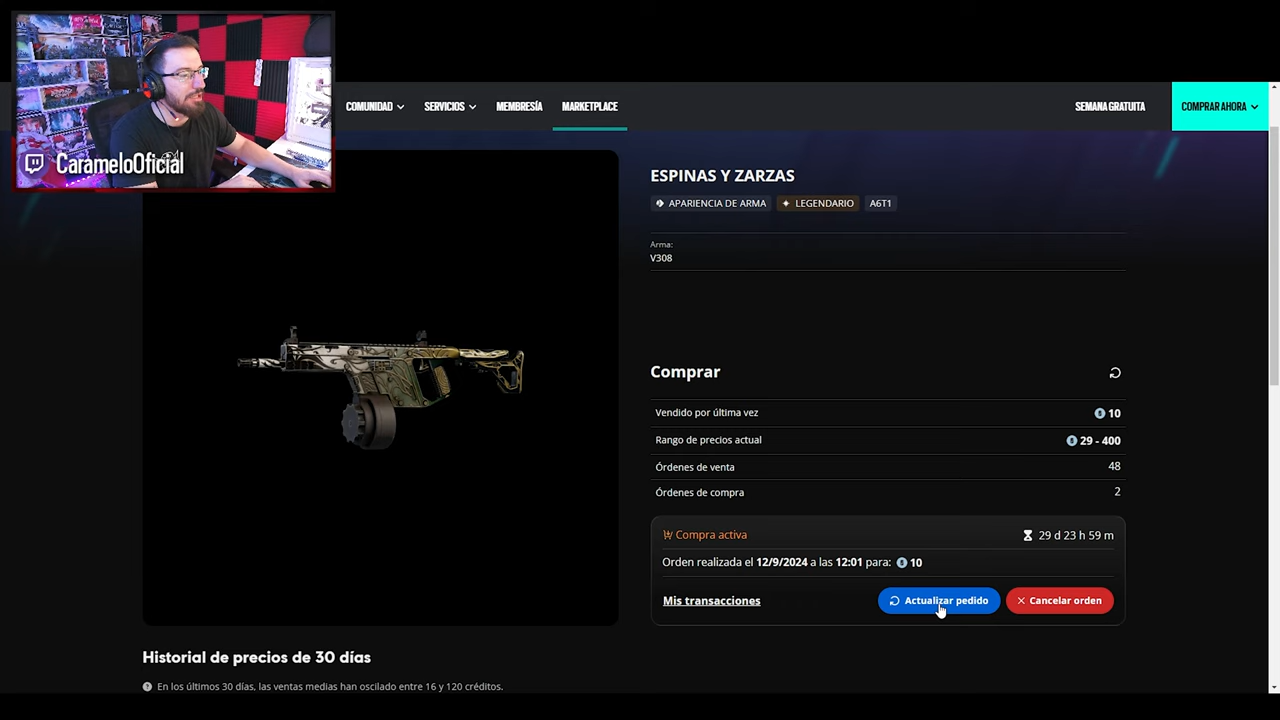 CarameloOficial
COMUNIDAD
SERVICIOS
MEMBRESÍA
MARKETPLACE
SEMANA GRATUITA
COMPRAR AHORA
ESPINAS Y ZARZAS
APARIENCIA DE ARMA
LEGENDARIO
A6T1
Arma:
V308
Comprar
Vendido por última vez
10
Rango de precios actual
29 - 400
Órdenes de venta
48
Órdenes de compra
2
Compra activa
29 d 23 h 59 m
Orden realizada el 12/9/2024 a las 12:01 para: 10
Mis transacciones
Actualizar pedido
Cancelar orden
Historial de precios de 30 días
En los últimos 30 días, las ventas medias han oscilado entre 16 y 120 créditos.